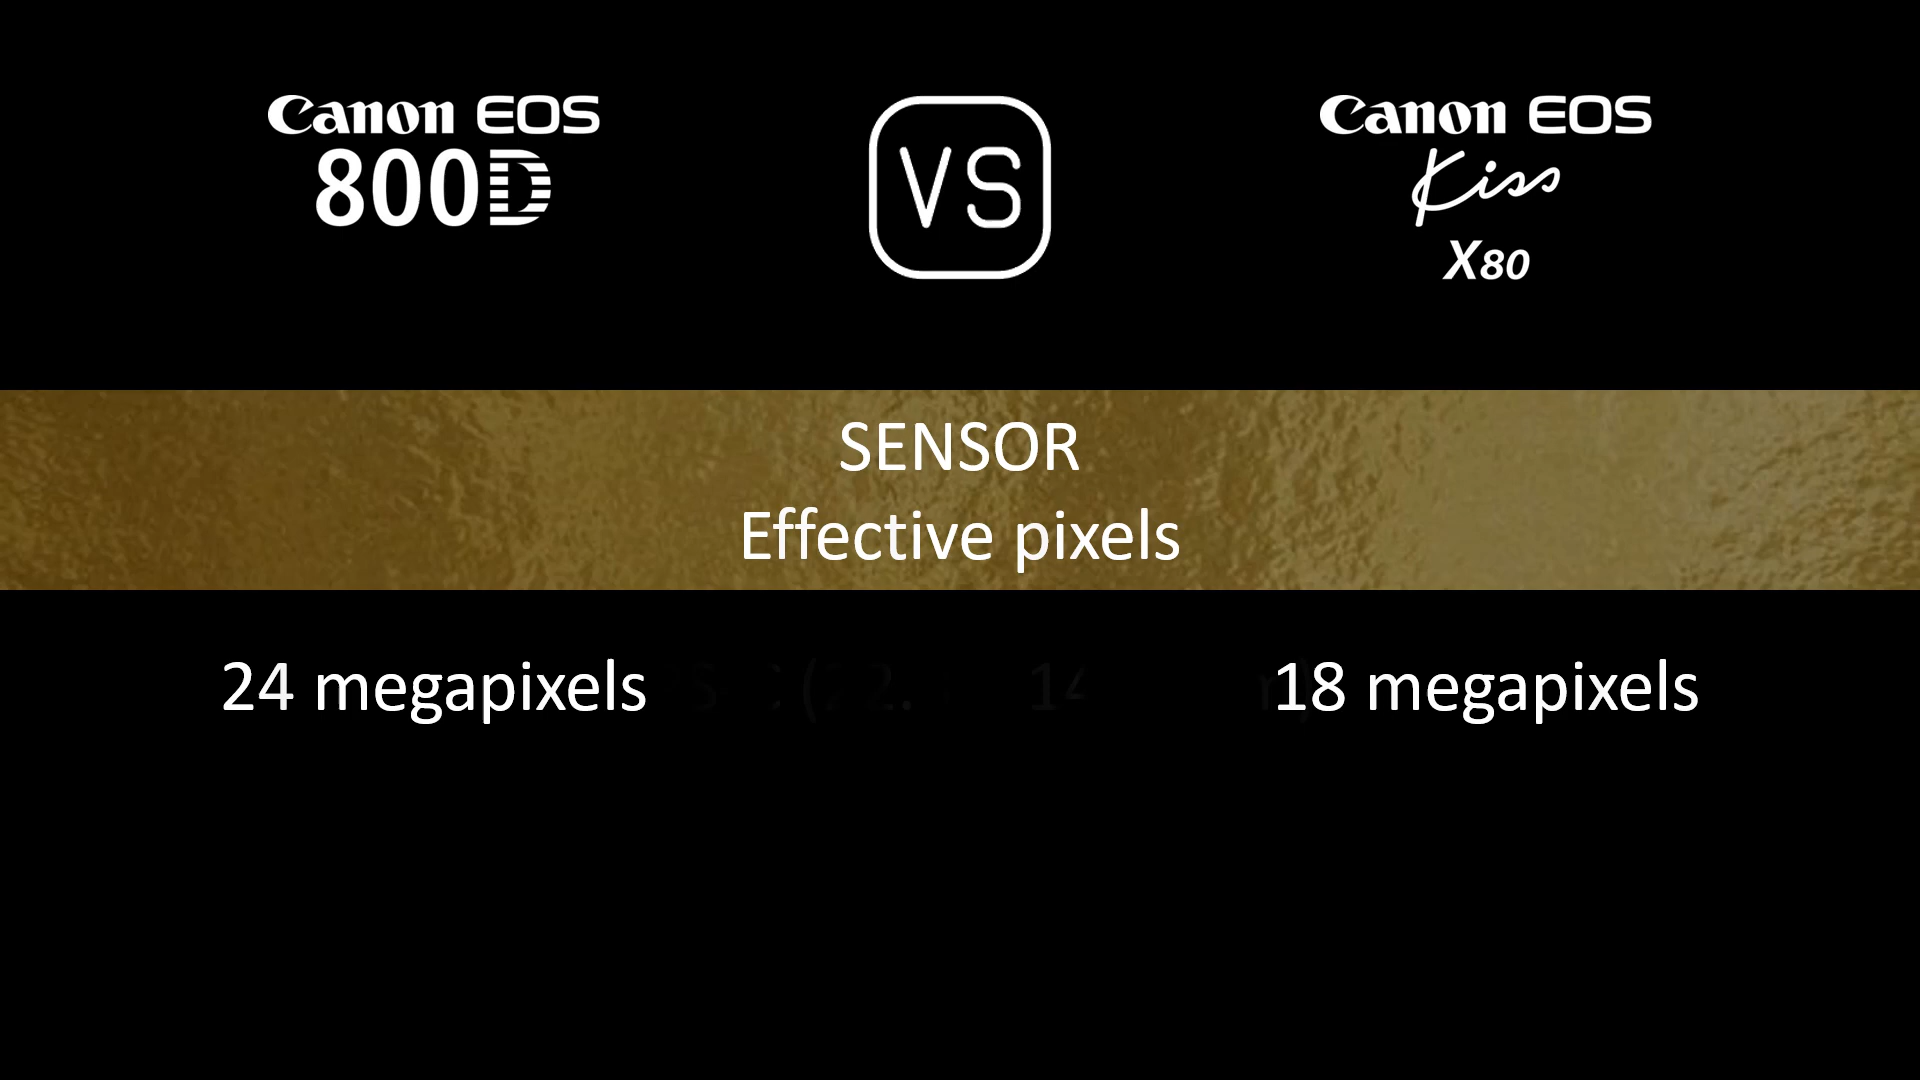 Canon EOS
800D
VS
Canon EOS
Kiss
X80
SENSOR
Effective pixels
24 megapixels
18 megapixels